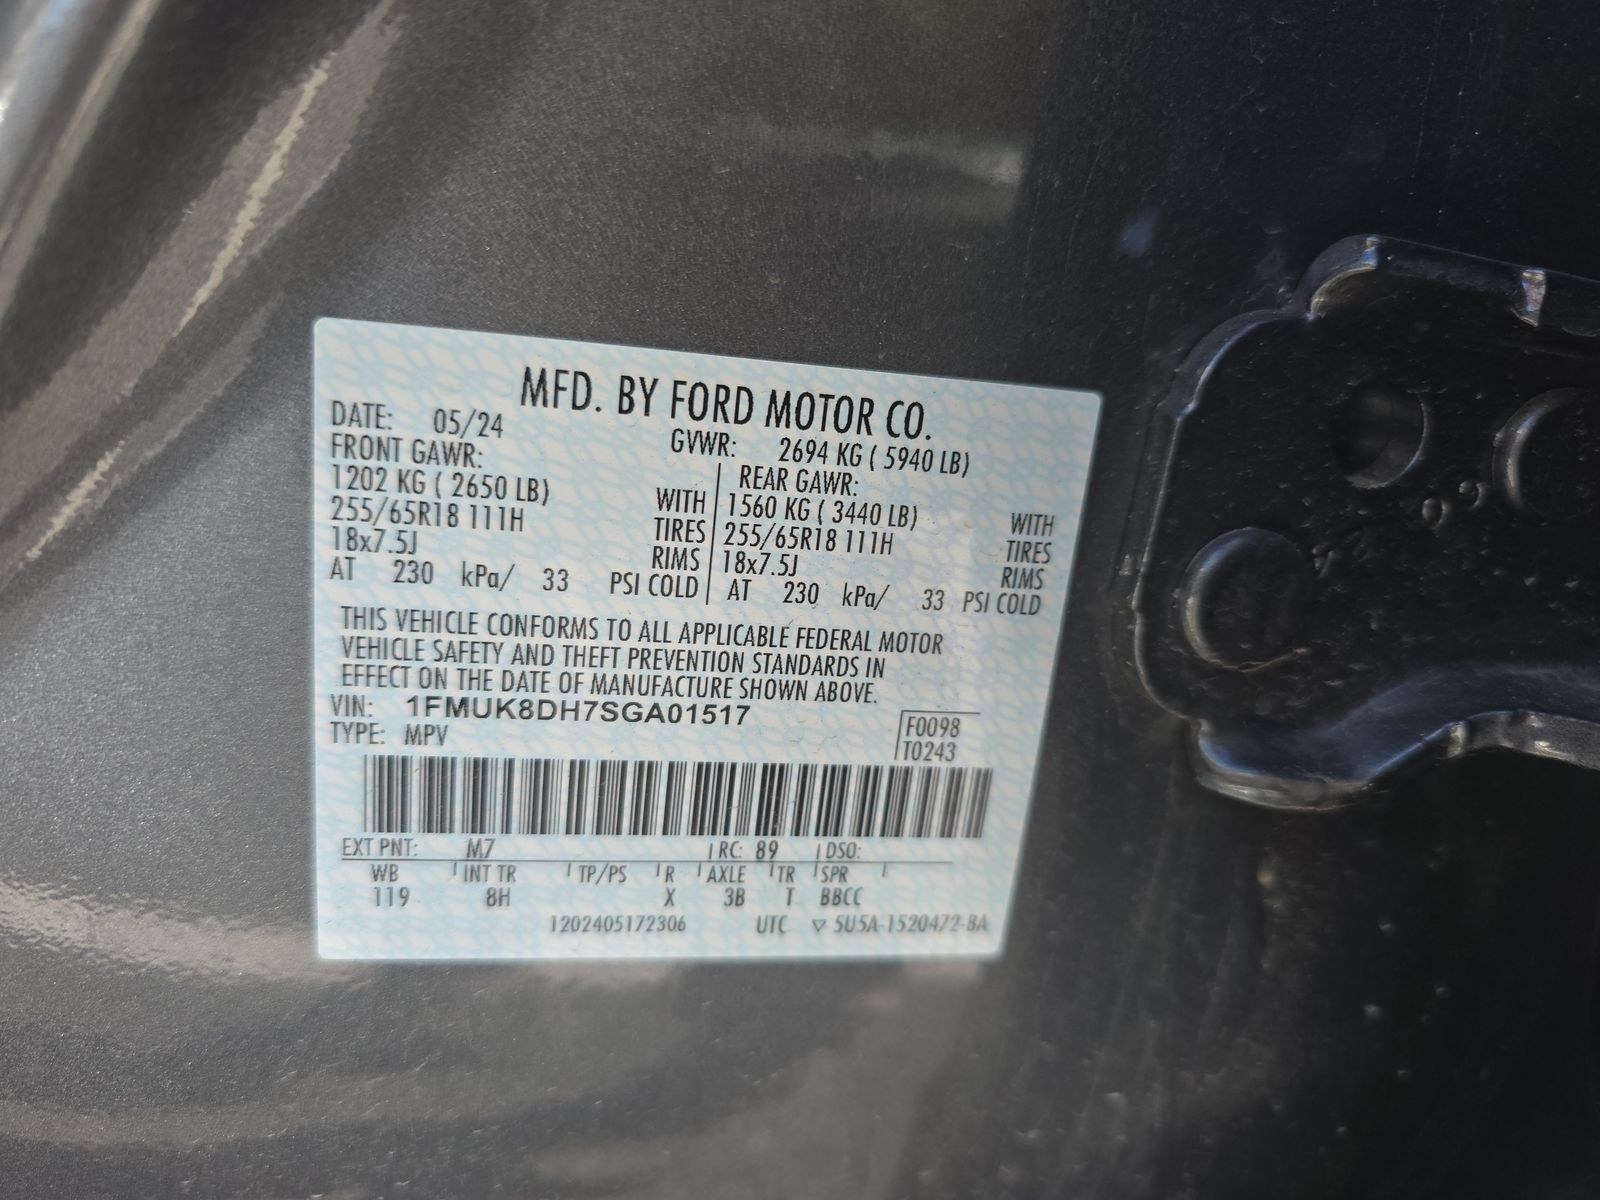 MFD. BY FORD MOTOR CO.
DATE: 05/24 GVWR: 2694 KG ( 5940 LB)
FRONT GAWR: REAR GAWR:
1202 KG ( 2650 LB) WITH 1560 KG ( 3440 LB) WITH
255/65R18 111H TIRES 255/65R18 111H TIRES
18x7.5J RIMS 18x7.5J RIMS
AT 230 kPa/ 33 PSI COLD AT 230 kPa/ 33 PSI COLD
THIS VEHICLE CONFORMS TO ALL APPLICABLE FEDERAL MOTOR
VEHICLE SAFETY AND THEFT PREVENTION STANDARDS IN
EFFECT ON THE DATE OF MANUFACTURE SHOWN ABOVE.
VIN: 1FMUK8DH7SGA01517 F0098
TYPE: MPV T0243
EXT PNT: M7 RC: 89 DSO:
WB INT TR TP/PS R AXLE TR SPR
119 8H X 3B T BBCC
1202405172306 UTC ▽ 5U5A-1520472-BA